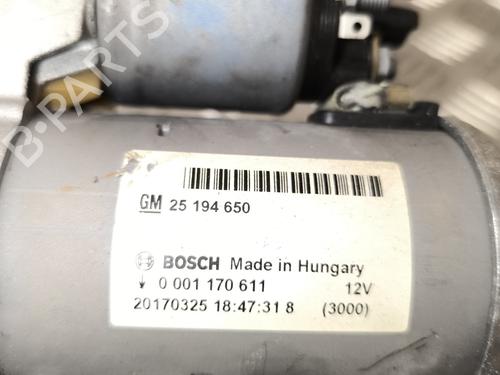 B-PARTS
GM 25 194 650
BOSCH Made in Hungary
0 001 170 611 12V
20170325 18:47:31 8 (3000)